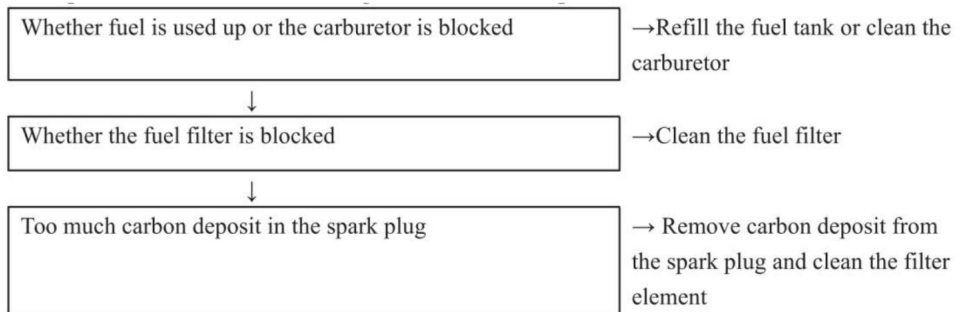 Whether fuel is used up or the carburetor is blocked
→Refill the fuel tank or clean the
carburetor
↓
Whether the fuel filter is blocked
→Clean the fuel filter
↓
Too much carbon deposit in the spark plug
→ Remove carbon deposit from
the spark plug and clean the filter
element